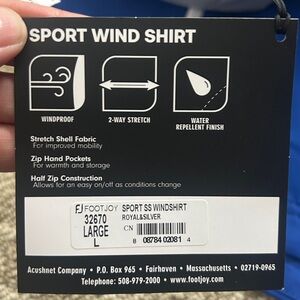 SPORT WIND SHIRT
WINDPROOF
2-WAY STRETCH
WATER
REPELLENT FINISH
Stretch Shell Fabric
For improved mobility
Zip Hand Pockets
For warmth and storage
Half Zip Construction
Allows for an easy on/off as conditions change
FJ FOOTJOY SPORT SS WINDSHIRT
32670 ROYAL&SILVER
LARGE CN
L 8 08784 02081 4
Acushnet Company • P.O. Box 965 • Fairhaven • Massachusetts • 02719-0965
Telephone: 508-979-2000 • www.footjoy.com